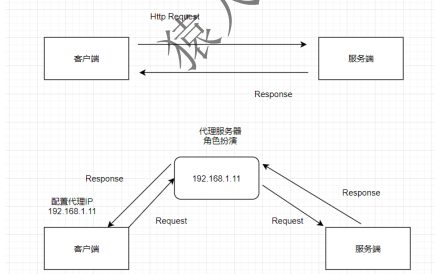 Http Request
客户端
服务端
Response
代理服务器
角色扮演
192.168.1.11
Response
Response
配置代理IP
192.168.1.11
Request
Request
客户端
服务端